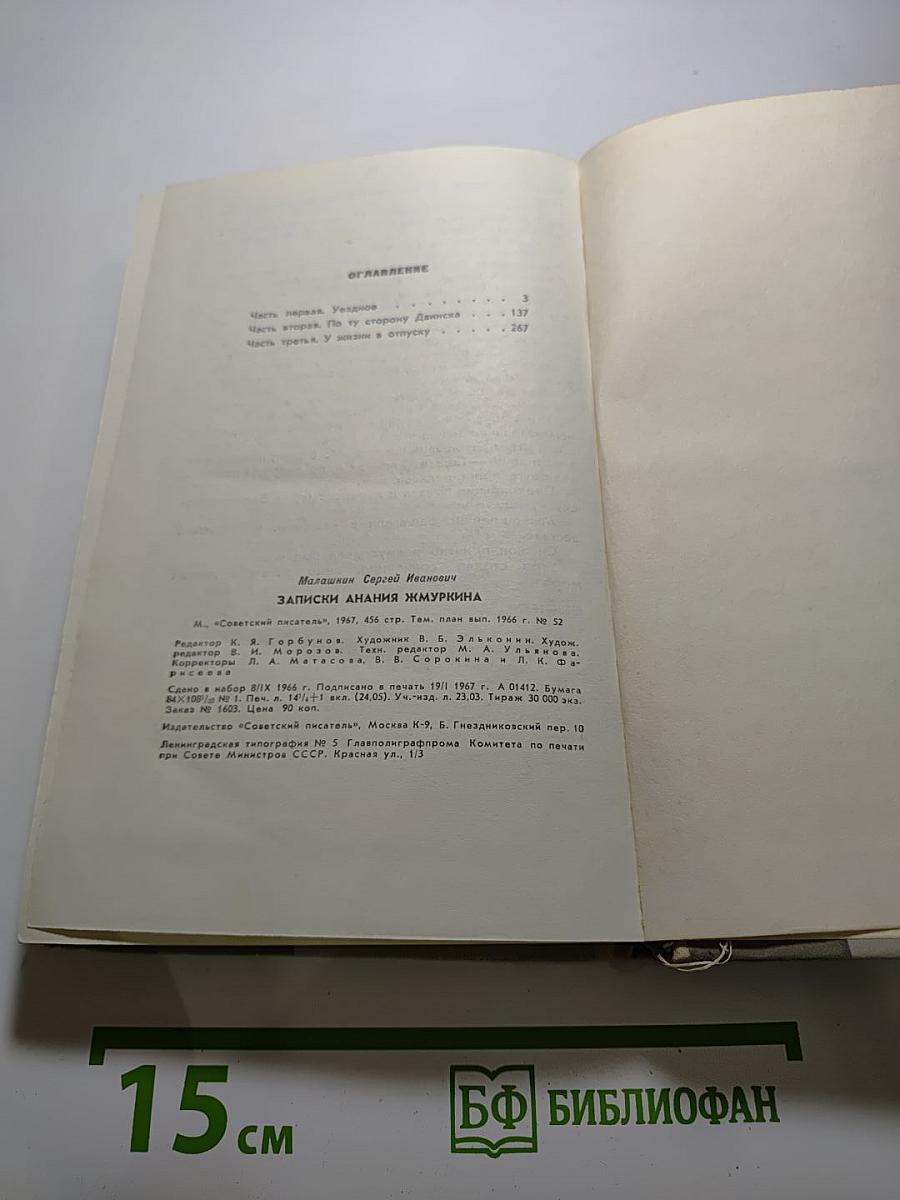 ОГЛАВЛЕНИЕ
Часть первая. Уезднов . . . . . . . . 3
Часть вторая. По ту сторону Двинска . . . 137
Часть третья. У жизни в отпуску . . . . . 267
Малашкин Сергей Иванович
ЗАПИСКИ АНАНИЯ ЖМУРКИНА
М., «Советский писатель», 1967, 456 стр. Тем. план вып. 1966 г. № 52
Редактор К. Я. Горбунов. Художник В. Б. Эльконин. Худож.
редактор В. И. Морозов. Техн. редактор М. А. Ульянова.
Корректоры Л. А. Матасова, В. В. Сорокина и Л. К. Фа-
рисеева
Сдано в набор 8/IX 1966 г. Подписано в печать 19/I 1967 г. А 01412. Бумага
84×108¹/₃₂ № 1. Печ. л. 14¹/₄+1 вкл. (24,05). Уч.-изд. л. 23,03. Тираж 30 000 экз.
Заказ № 1603. Цена 90 коп.
Издательство «Советский писатель», Москва К-9, Б. Гнездниковский пер. 10
Ленинградская типография № 5 Главполиграфпрома Комитета по печати
при Совете Министров СССР. Красная ул., 1/3
15 см
БФ БИБЛИОФАН